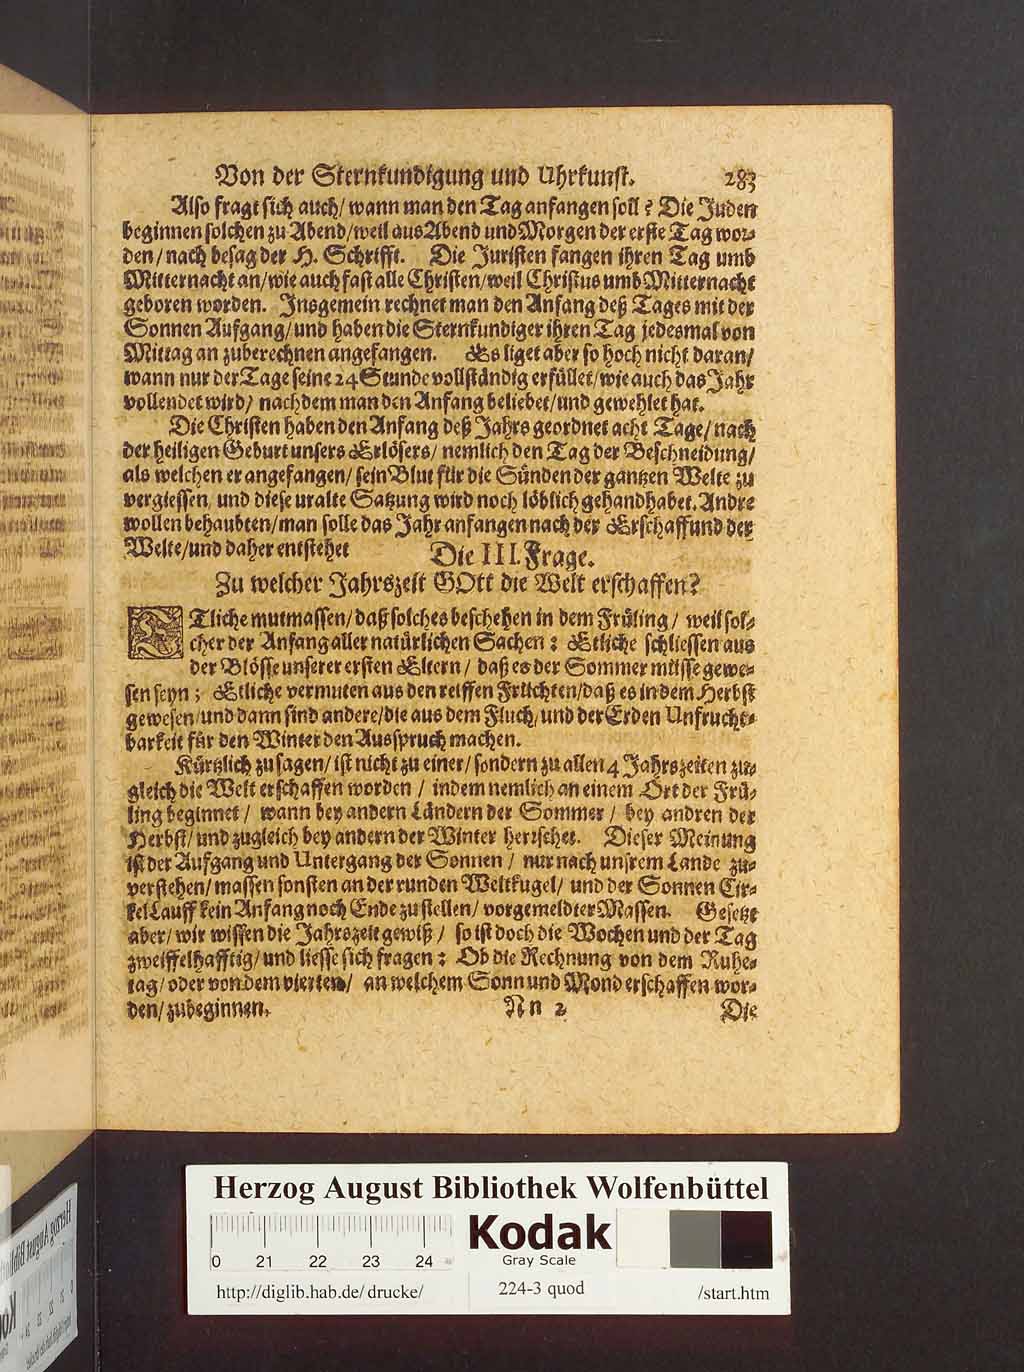 Von der Sternkundigung und Uhrkunst. 283
Also fragt sich auch/ wann man den Tag anfangen soll? Die Juden
beginnen solchen zu Abend/ weil aus Abend und Morgen der erste Tag wor-
den/ nach besag der H. Schrifft. Die Juristen fangen ihren Tag umb
Mitternacht an/ wie auch fast alle Christen/ weil Christus umb Mitternacht
geboren worden. Insgemein rechnet man den Anfang deß Tages mit der
Sonnen Aufgang/ und haben die Sternkundiger ihren Tag jedesmal von
Mittag an zuberechnen angefangen. Es liget aber so hoch nicht daran/
wann nur der Tage seine 24 Stunde vollständig erfüllet/ wie auch das Jahr
vollendet wird/ nachdem man den Anfang beliebet/ und gewehlet hat.
Die Christen haben den Anfang deß Jahrs geordnet acht Tage/ nach
der heiligen Geburt unsers Erlösers/ nemlich den Tag der Beschneidung/
als welchen er angefangen/ sein Blut für die Sünden der gantzen Welte zu
vergiessen, und diese uralte Satzung wird noch löblich gehandhabet. Andre
wollen behaubten/ man solle das Jahr anfangen nach der Erschaffund der
Welte/ und daher entstehet
Die III. Frage.
Zu welcher Jahrszeit GOtt die Welt erschaffen?
ETliche mutmassen/ daß solches beschehen in dem Früling/ weil sol-
cher der Anfang aller natürlichen Sachen: Etliche schliessen aus
der Blösse unserer ersten Eltern/ daß es der Sommer müsse gewe-
sen seyn; Etliche vermuten aus den reiffen Früchten/ daß es in dem Herbst
gewesen/ und dann sind andere/ die aus dem Fluch/ und der Erden Unfrucht-
barkeit für den Winter den Ausspruch machen.
Kürtzlich zu sagen/ ist nicht zu einer/ sondern zu allen 4 Jahrszeiten zu-
gleich die Welt erschaffen worden/ indem nemlich an einem Ort der Frü-
ling beginnet/ wann bey andern Ländern der Sommer/ bey andren der
Herbst/ und zugleich bey andern der Winter herrschet. Dieser Meinung
ist der Aufgang und Untergang der Sonnen/ nur nach unsrem Lande zu-
verstehen/ massen sonsten an der runden Weltkugel/ und der Sonnen Cir-
kel Lauff kein Anfang noch Ende zu stellen/ vorgemeldter Massen. Gesetzt
aber/ wir wissen die Jahrszeit gewiß/ so ist doch die Wochen und der Tag
zweiffelhafftig/ und liesse sich fragen: Ob die Rechnung von dem Ruhe-
tag/ oder von dem vierten/ an welchem Sonn und Mond erschaffen wor-
den/ zubeginnen.
Nn 2 Die
Herzog August Bibliothek Wolfenbüttel
0 21 22 23 24
Kodak
Gray Scale
http://diglib.hab.de/drucke/ 224-3 quod /start.htm